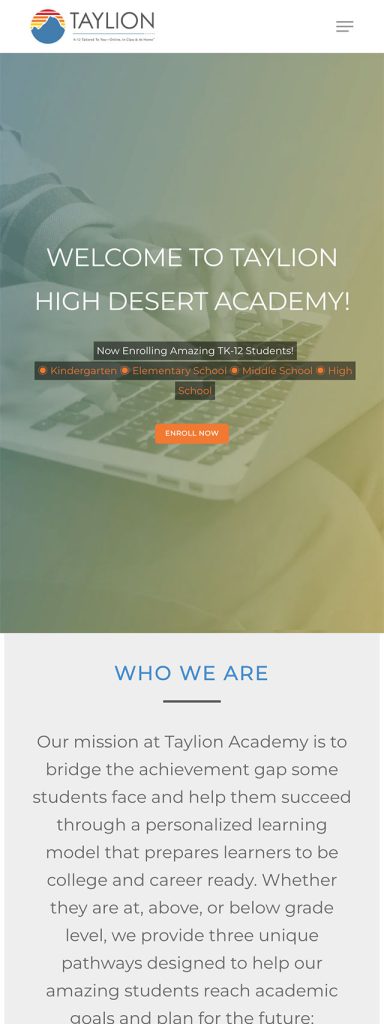 TAYLION
K-12 Tailored To You—Online, In Class & At Home™
WELCOME TO TAYLION
HIGH DESERT ACADEMY!
Now Enrolling Amazing TK-12 Students!
◉ Kindergarten ◉ Elementary School ◉ Middle School ◉ High
School
ENROLL NOW
WHO WE ARE
Our mission at Taylion Academy is to
bridge the achievement gap some
students face and help them succeed
through a personalized learning
model that prepares learners to be
college and career ready. Whether
they are at, above, or below grade
level, we provide three unique
pathways designed to help our
amazing students reach academic
goals and plan for the future: